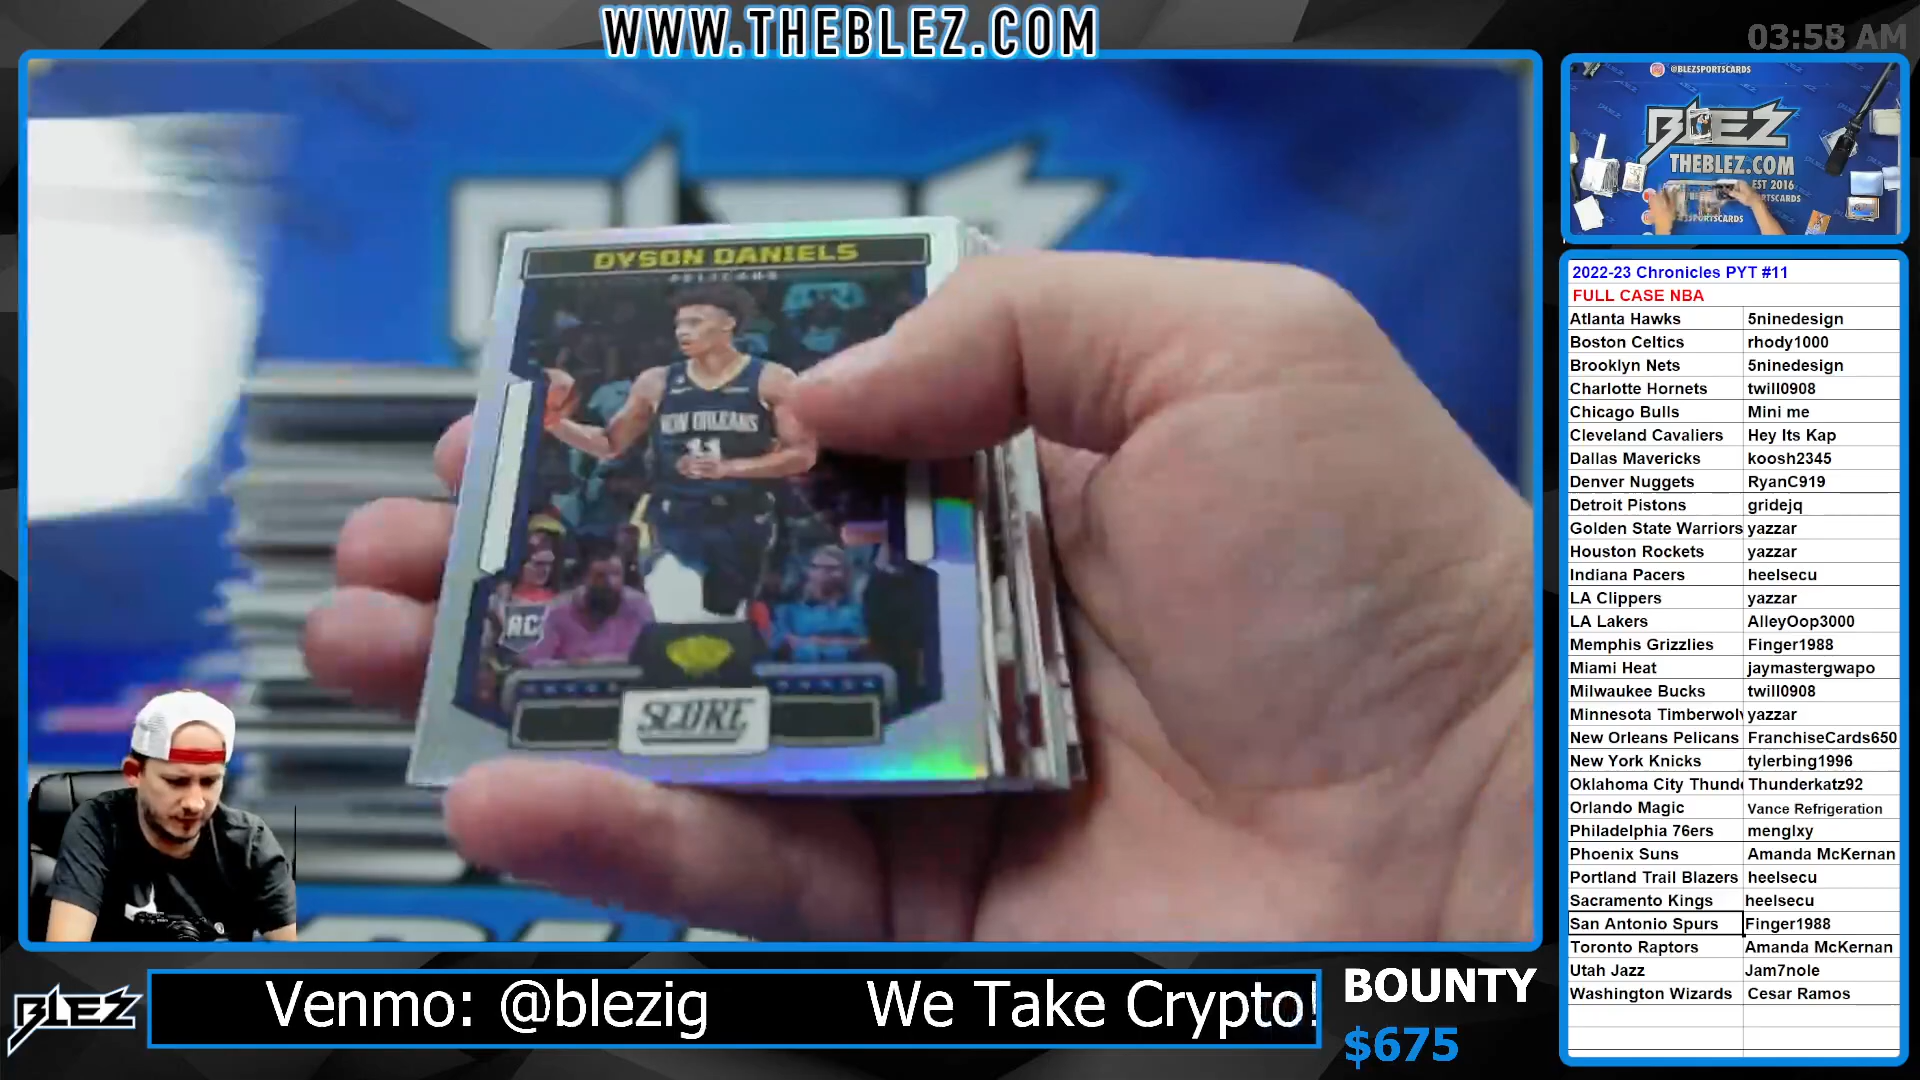 WWW.THEBLEZ.COM
03:58 AM
@BLEZSPORTSCARDS
BLEZ
THEBLEZ.COM
EST 2016
DYSON DANIELS
PELICANS
NEW ORLEANS
11
RC
SCORE
2022-23 Chronicles PYT #11
FULL CASE NBA
Atlanta Hawks 5ninedesign
Boston Celtics rhody1000
Brooklyn Nets 5ninedesign
Charlotte Hornets twill0908
Chicago Bulls Mini me
Cleveland Cavaliers Hey Its Kap
Dallas Mavericks koosh2345
Denver Nuggets RyanC919
Detroit Pistons gridejq
Golden State Warriors yazzar
Houston Rockets yazzar
Indiana Pacers heelsecu
LA Clippers yazzar
LA Lakers AlleyOop3000
Memphis Grizzlies Finger1988
Miami Heat jaymastergwapo
Milwaukee Bucks twill0908
Minnesota Timberwolv yazzar
New Orleans Pelicans FranchiseCards650
New York Knicks tylerbing1996
Oklahoma City Thunde Thunderkatz92
Orlando Magic Vance Refrigeration
Philadelphia 76ers menglxy
Phoenix Suns Amanda McKernan
Portland Trail Blazers heelsecu
Sacramento Kings heelsecu
San Antonio Spurs Finger1988
Toronto Raptors Amanda McKernan
Utah Jazz Jam7nole
Washington Wizards Cesar Ramos
BLEZ
Venmo: @blezig We Take Crypto!
BOUNTY
$675